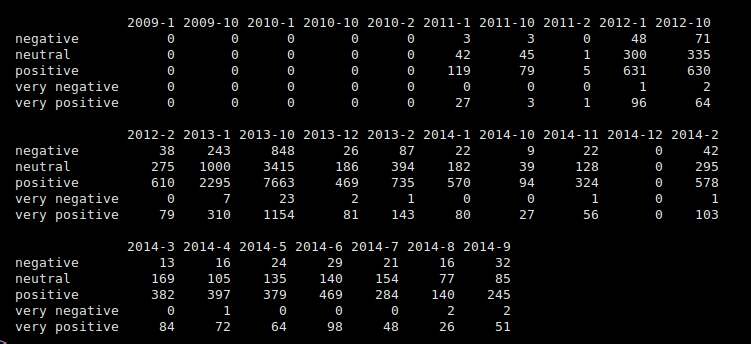 2009-1 2009-10 2010-1 2010-10 2010-2 2011-1 2011-10 2011-2 2012-1 2012-10
negative 0 0 0 0 0 3 3 0 48 71
neutral 0 0 0 0 0 42 45 1 300 335
positive 0 0 0 0 0 119 79 5 631 630
very negative 0 0 0 0 0 0 0 0 1 2
very positive 0 0 0 0 0 27 3 1 96 64
2012-2 2013-1 2013-10 2013-12 2013-2 2014-1 2014-10 2014-11 2014-12 2014-2
negative 38 243 848 26 87 22 9 22 0 42
neutral 275 1000 3415 186 394 182 39 128 0 295
positive 610 2295 7663 469 735 570 94 324 0 578
very negative 0 7 23 2 1 0 0 1 0 1
very positive 79 310 1154 81 143 80 27 56 0 103
2014-3 2014-4 2014-5 2014-6 2014-7 2014-8 2014-9
negative 13 16 24 29 21 16 32
neutral 169 105 135 140 154 77 85
positive 382 397 379 469 284 140 245
very negative 0 1 0 0 0 2 2
very positive 84 72 64 98 48 26 51